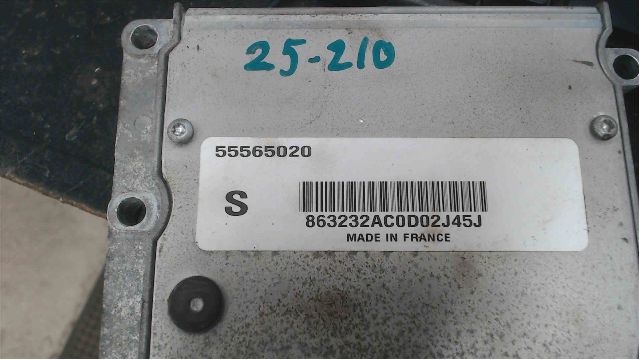 25-210
55565020
S
863232AC0D02J45J
MADE IN FRANCE